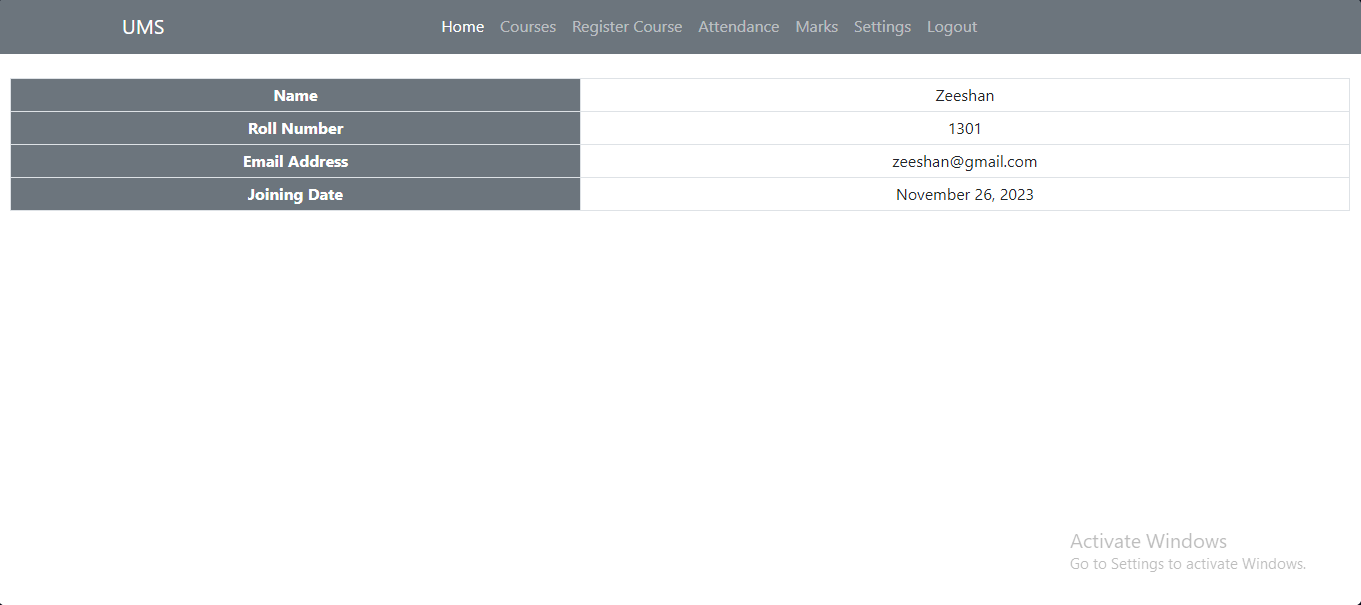 UMS Home Courses Register Course Attendance Marks Settings Logout
Name Zeeshan
Roll Number 1301
Email Address zeeshan@gmail.com
Joining Date November 26, 2023
Activate Windows
Go to Settings to activate Windows.